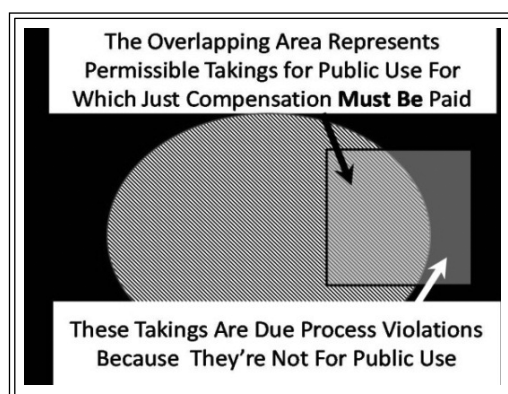 The Overlapping Area Represents
Permissible Takings for Public Use For
Which Just Compensation Must Be Paid
These Takings Are Due Process Violations
Because They’re Not For Public Use